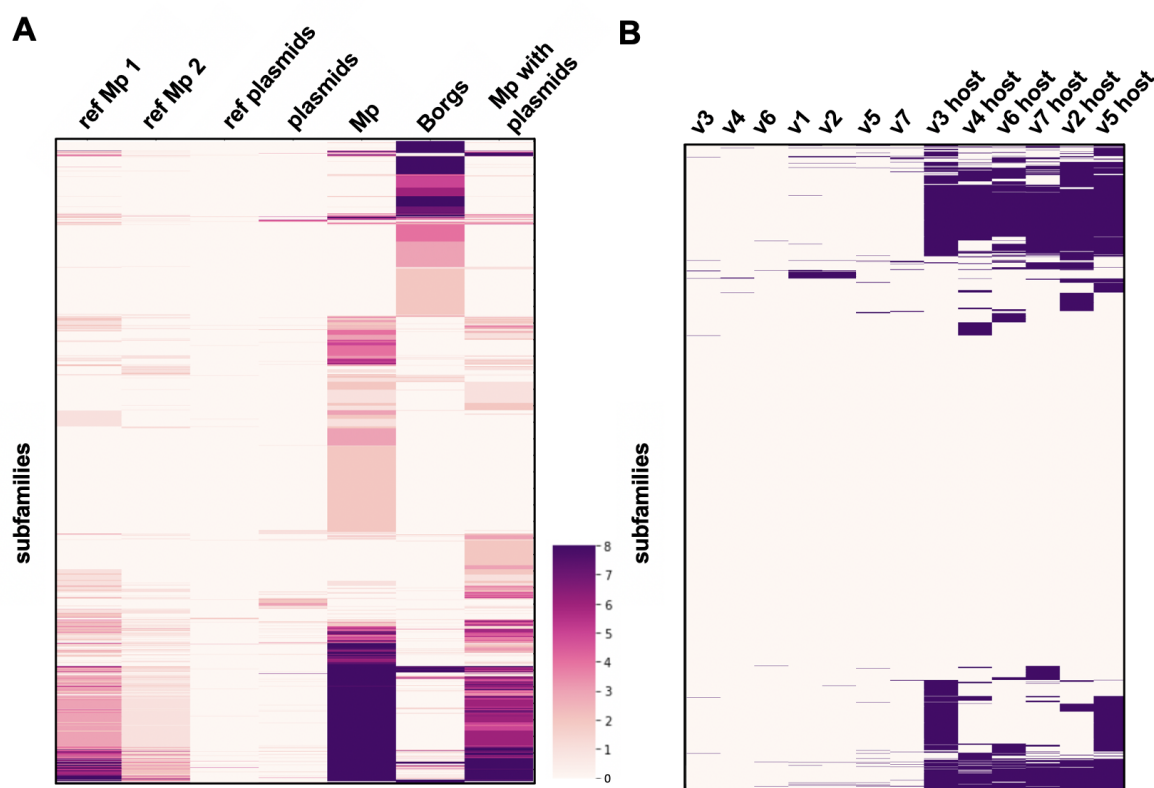 A
ref Mp 1
ref Mp 2
ref plasmids
plasmids
Mp
Borgs
Mp with
plasmids
subfamilies
8
7
6
5
4
3
2
1
0
B
v3
v4
v6
v1
v2
v5
v7
v3 host
v4 host
v6 host
v7 host
v2 host
v5 host
subfamilies